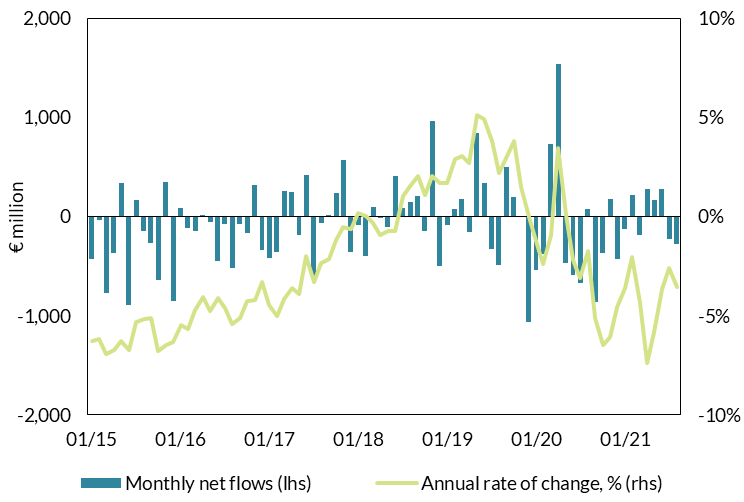 2,000 10%
1,000 5%
0 0%
-1,000 -5%
-2,000 -10%
€ million
01/15 01/16 01/17 01/18 01/19 01/20 01/21
Monthly net flows (lhs) Annual rate of change, % (rhs)